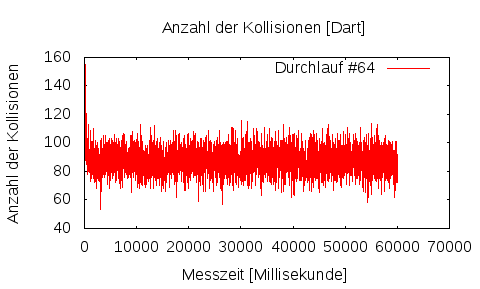 Anzahl der Kollisionen [Dart]
Durchlauf #64
Anzahl der Kollisionen
160
140
120
100
80
60
40
0 10000 20000 30000 40000 50000 60000 70000
Messzeit [Millisekunde]